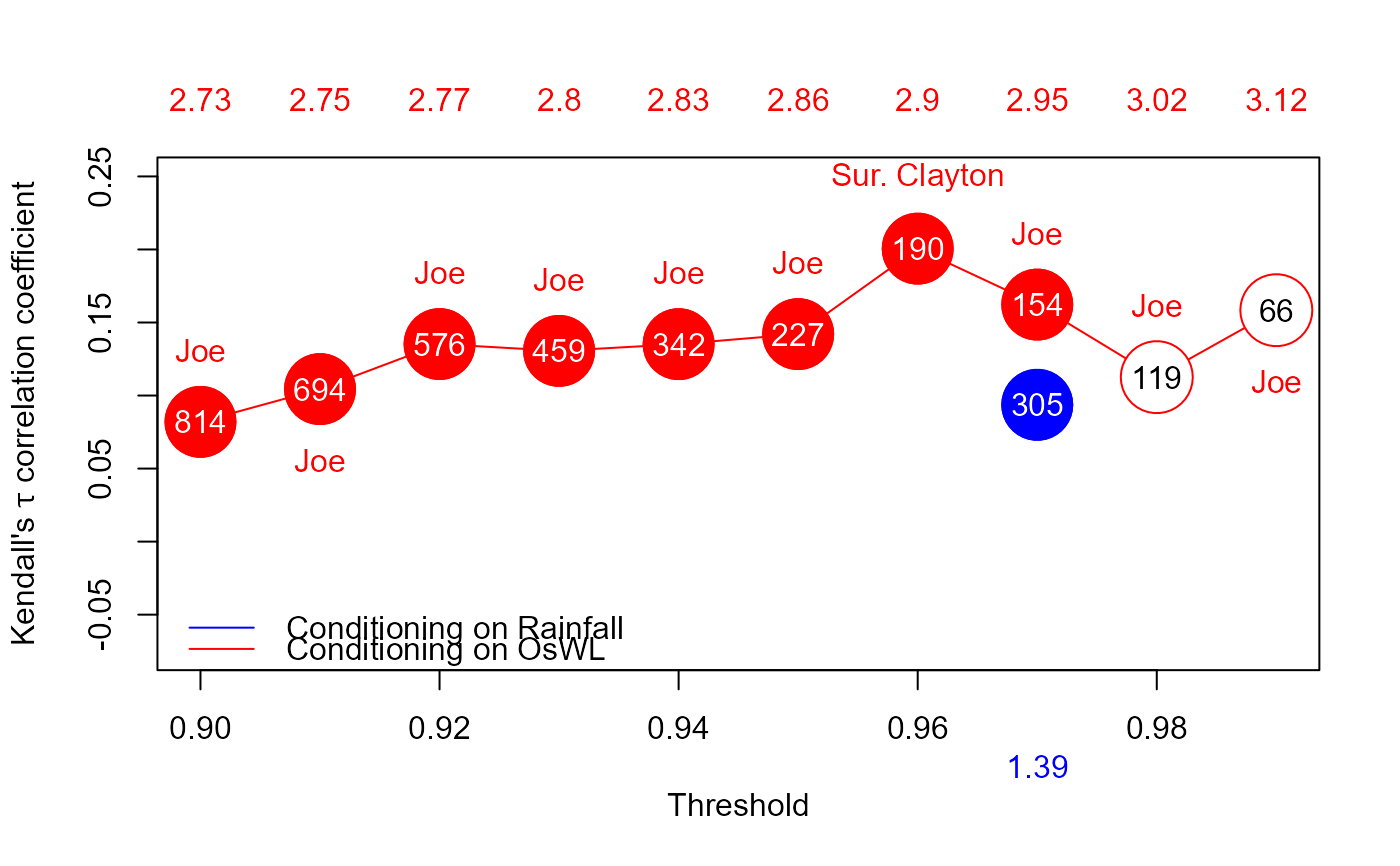 2.73 2.75 2.77 2.8 2.83 2.86 2.9 2.95 3.02 3.12
Kendall's τ correlation coefficient
0.25
0.15
0.05
-0.05
Sur. Clayton
Joe
Joe
Joe
Joe
Joe
Joe
Joe
Joe
Joe
814
694
576
459
342
227
190
154
119
66
305
Conditioning on Rainfall
Conditioning on OsWL
0.90 0.92 0.94 0.96 0.98
1.39
Threshold